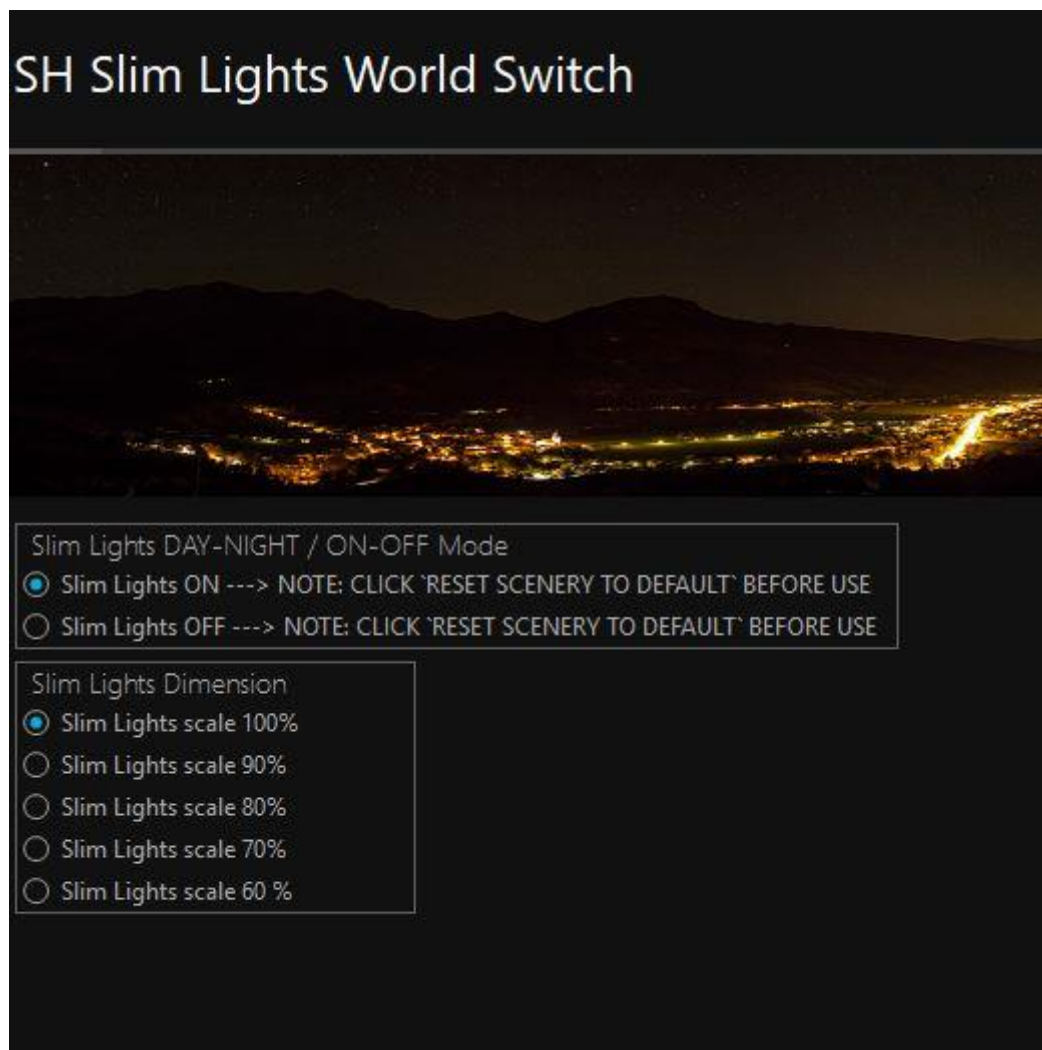 SH Slim Lights World Switch
Slim Lights DAY-NIGHT / ON-OFF Mode
Slim Lights ON ---> NOTE: CLICK `RESET SCENERY TO DEFAULT` BEFORE USE
Slim Lights OFF ---> NOTE: CLICK `RESET SCENERY TO DEFAULT` BEFORE USE
Slim Lights Dimension
Slim Lights scale 100%
Slim Lights scale 90%
Slim Lights scale 80%
Slim Lights scale 70%
Slim Lights scale 60 %